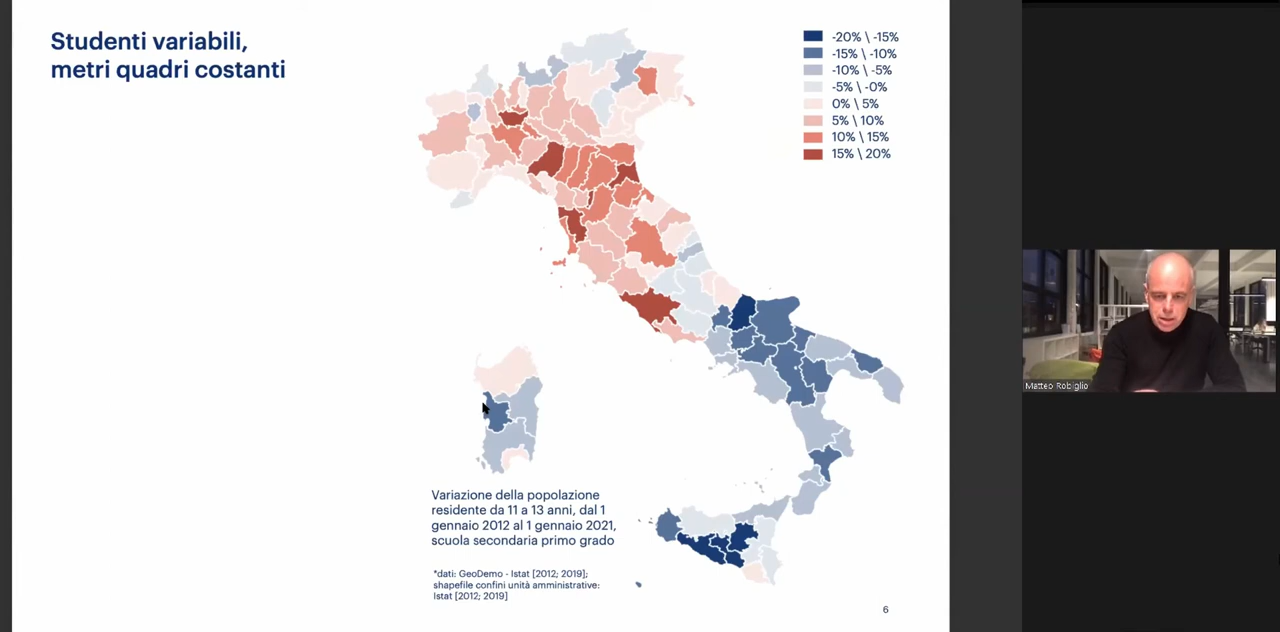 Studenti variabili,
metri quadri costanti
-20% \ -15%
-15% \ -10%
-10% \ -5%
-5% \ -0%
0% \ 5%
5% \ 10%
10% \ 15%
15% \ 20%
Variazione della popolazione
residente da 11 a 13 anni, dal 1
gennaio 2012 al 1 gennaio 2021,
scuola secondaria primo grado
*dati: GeoDemo - Istat [2012; 2019];
shapefile confini unità amministrative:
Istat [2012; 2019]
6
Matteo Robiglio